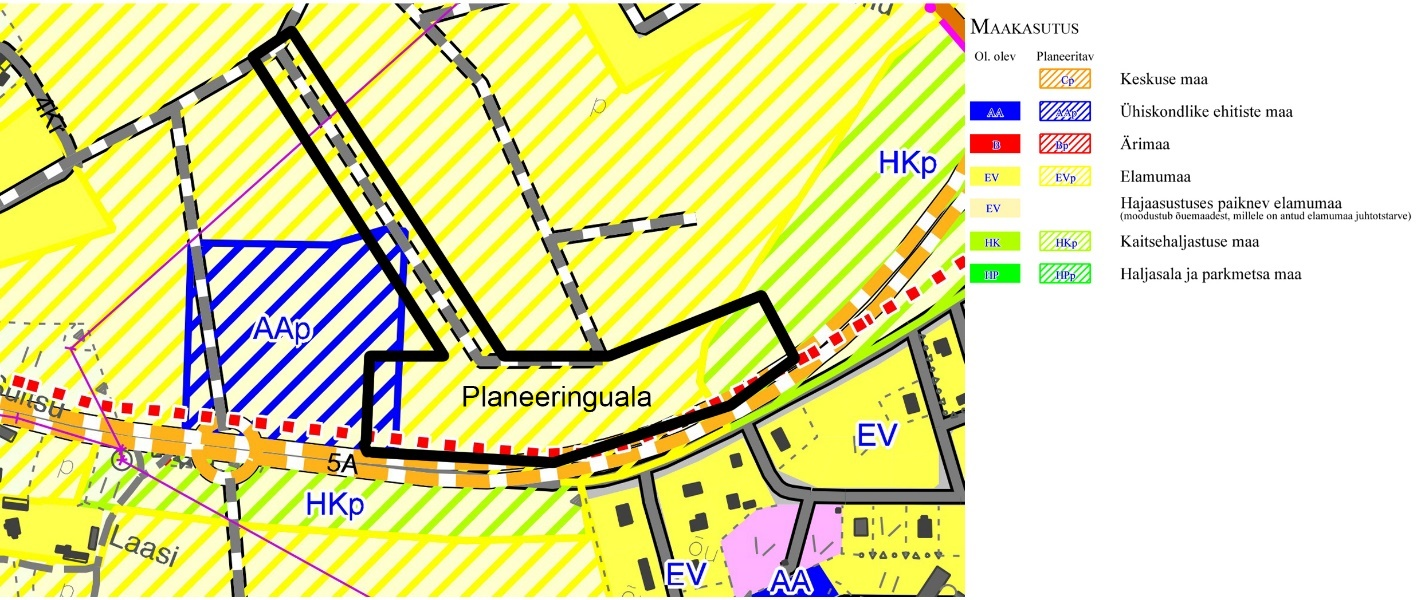 4Kr
p
HKp
AAp
Planeeringuala
5A
EV
p
HKp
Laasi
ÕU
EV
AA
p
MAAKASUTUS
Ol. olev Planeeritav
Cp Keskuse maa
AA AAp Ühiskondlike ehitiste maa
B Bp Ärimaa
EV EVp Elamumaa
EV Hajaasustuses paiknev elamumaa
(moodustub õuemaadest, millele on antud elamumaa juhtotstarve)
HK HKp Kaitsehaljastuse maa
HP HPp Haljasala ja parkmetsa maa